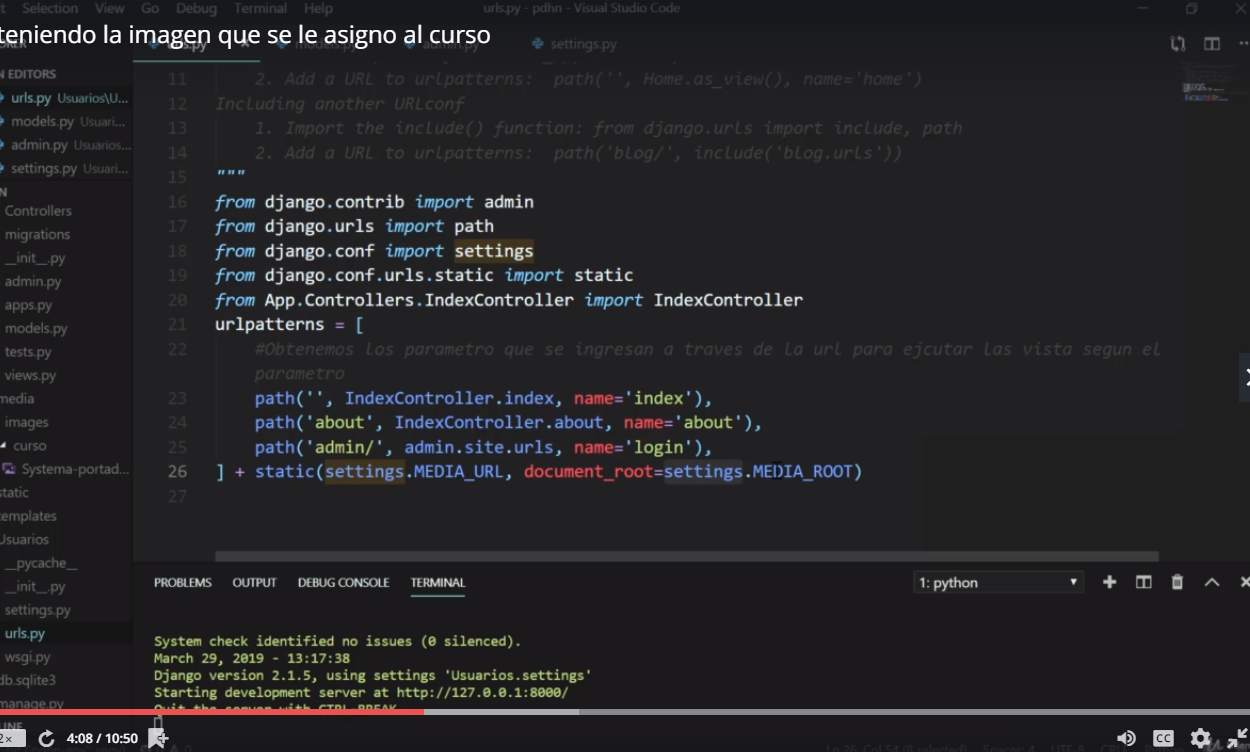 t Selection View Go Debug Terminal Help
urls.py - pdhn - Visual Studio Code
teniendo la imagen que se le asigno al curso
urls.py models.py admin.py settings.py
N EDITORS
urls.py Usuarios\U...
models.py Usuari...
admin.py Usuarios...
settings.py Usuari...
N
Controllers
migrations
__init__.py
admin.py
apps.py
models.py
tests.py
views.py
media
images
curso
Systema-portad...
static
templates
Usuarios
__pycache__
__init__.py
settings.py
urls.py
wsgi.py
db.sqlite3
manage.py
LINE
11 2. Add a URL to urlpatterns: path('', Home.as_view(), name='home')
12 Including another URLconf
13 1. Import the include() function: from django.urls import include, path
14 2. Add a URL to urlpatterns: path('blog/', include('blog.urls'))
15 """
16 from django.contrib import admin
17 from django.urls import path
18 from django.conf import settings
19 from django.conf.urls.static import static
20 from App.Controllers.IndexController import IndexController
21 urlpatterns = [
22 #Obtenemos los parametro que se ingresan a traves de la url para ejcutar las vista segun el
parametro
23 path('', IndexController.index, name='index'),
24 path('about', IndexController.about, name='about'),
25 path('admin/', admin.site.urls, name='login'),
26 ] + static(settings.MEDIA_URL, document_root=settings.MEDIA_ROOT)
27
PROBLEMS OUTPUT DEBUG CONSOLE TERMINAL
1: python
System check identified no issues (0 silenced).
March 29, 2019 - 13:17:38
Django version 2.1.5, using settings 'Usuarios.settings'
Starting development server at http://127.0.0.1:8000/
Quit the server with CTRL-BREAK.
2x 4:08 / 10:50
CC